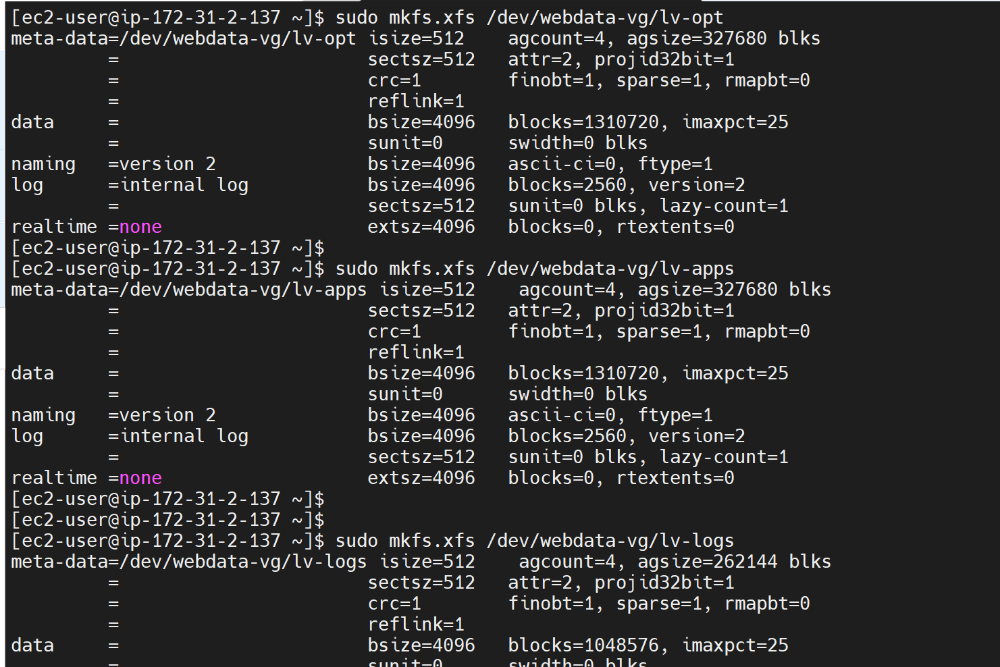 [ec2-user@ip-172-31-2-137 ~]$ sudo mkfs.xfs /dev/webdata-vg/lv-opt
meta-data=/dev/webdata-vg/lv-opt isize=512    agcount=4, agsize=327680 blks
         =                       sectsz=512   attr=2, projid32bit=1
         =                       crc=1        finobt=1, sparse=1, rmapbt=0
         =                       reflink=1
data     =                       bsize=4096   blocks=1310720, imaxpct=25
         =                       sunit=0      swidth=0 blks
naming   =version 2              bsize=4096   ascii-ci=0, ftype=1
log      =internal log           bsize=4096   blocks=2560, version=2
         =                       sectsz=512   sunit=0 blks, lazy-count=1
realtime =none                   extsz=4096   blocks=0, rtextents=0
[ec2-user@ip-172-31-2-137 ~]$
[ec2-user@ip-172-31-2-137 ~]$ sudo mkfs.xfs /dev/webdata-vg/lv-apps
meta-data=/dev/webdata-vg/lv-apps isize=512    agcount=4, agsize=327680 blks
         =                       sectsz=512   attr=2, projid32bit=1
         =                       crc=1        finobt=1, sparse=1, rmapbt=0
         =                       reflink=1
data     =                       bsize=4096   blocks=1310720, imaxpct=25
         =                       sunit=0      swidth=0 blks
naming   =version 2              bsize=4096   ascii-ci=0, ftype=1
log      =internal log           bsize=4096   blocks=2560, version=2
         =                       sectsz=512   sunit=0 blks, lazy-count=1
realtime =none                   extsz=4096   blocks=0, rtextents=0
[ec2-user@ip-172-31-2-137 ~]$
[ec2-user@ip-172-31-2-137 ~]$
[ec2-user@ip-172-31-2-137 ~]$ sudo mkfs.xfs /dev/webdata-vg/lv-logs
meta-data=/dev/webdata-vg/lv-logs isize=512    agcount=4, agsize=262144 blks
         =                       sectsz=512   attr=2, projid32bit=1
         =                       crc=1        finobt=1, sparse=1, rmapbt=0
         =                       reflink=1
data     =                       bsize=4096   blocks=1048576, imaxpct=25
         =                       sunit=0      swidth=0 blks